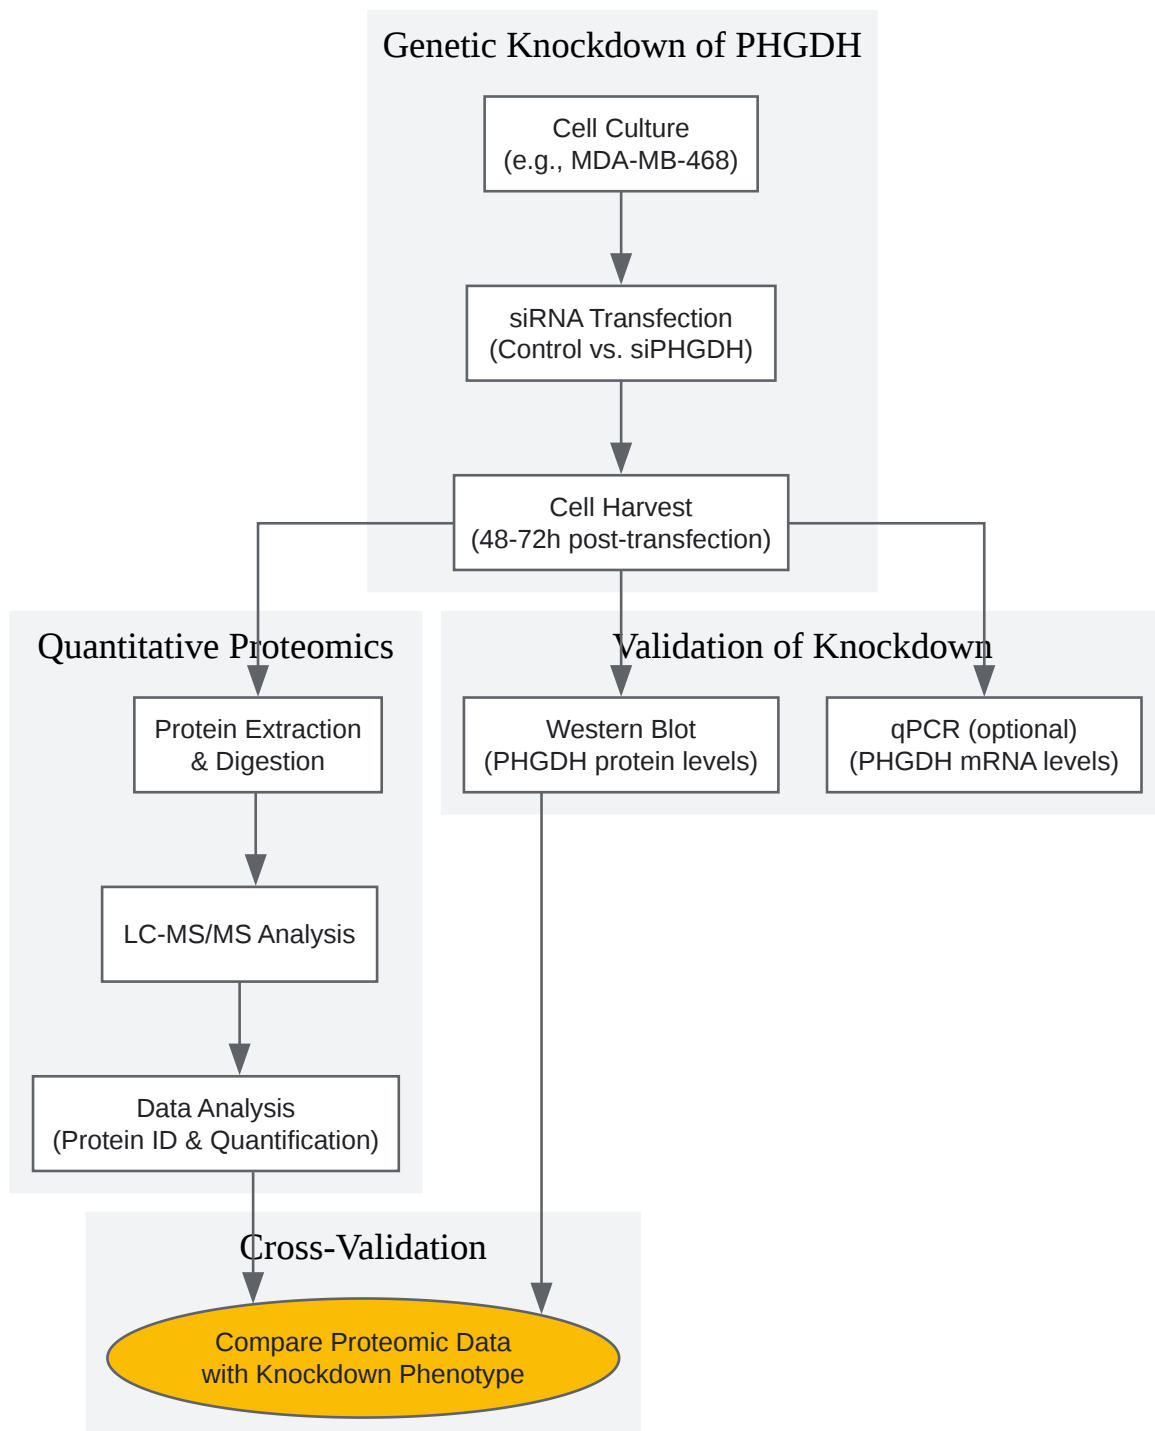 Genetic Knockdown of PHGDH
Cell Culture
(e.g., MDA-MB-468)
siRNA Transfection
(Control vs. siPHGDH)
Cell Harvest
(48-72h post-transfection)
Quantitative Proteomics
Protein Extraction
& Digestion
LC-MS/MS Analysis
Data Analysis
(Protein ID & Quantification)
Validation of Knockdown
Western Blot
(PHGDH protein levels)
qPCR (optional)
(PHGDH mRNA levels)
Cross-Validation
Compare Proteomic Data
with Knockdown Phenotype